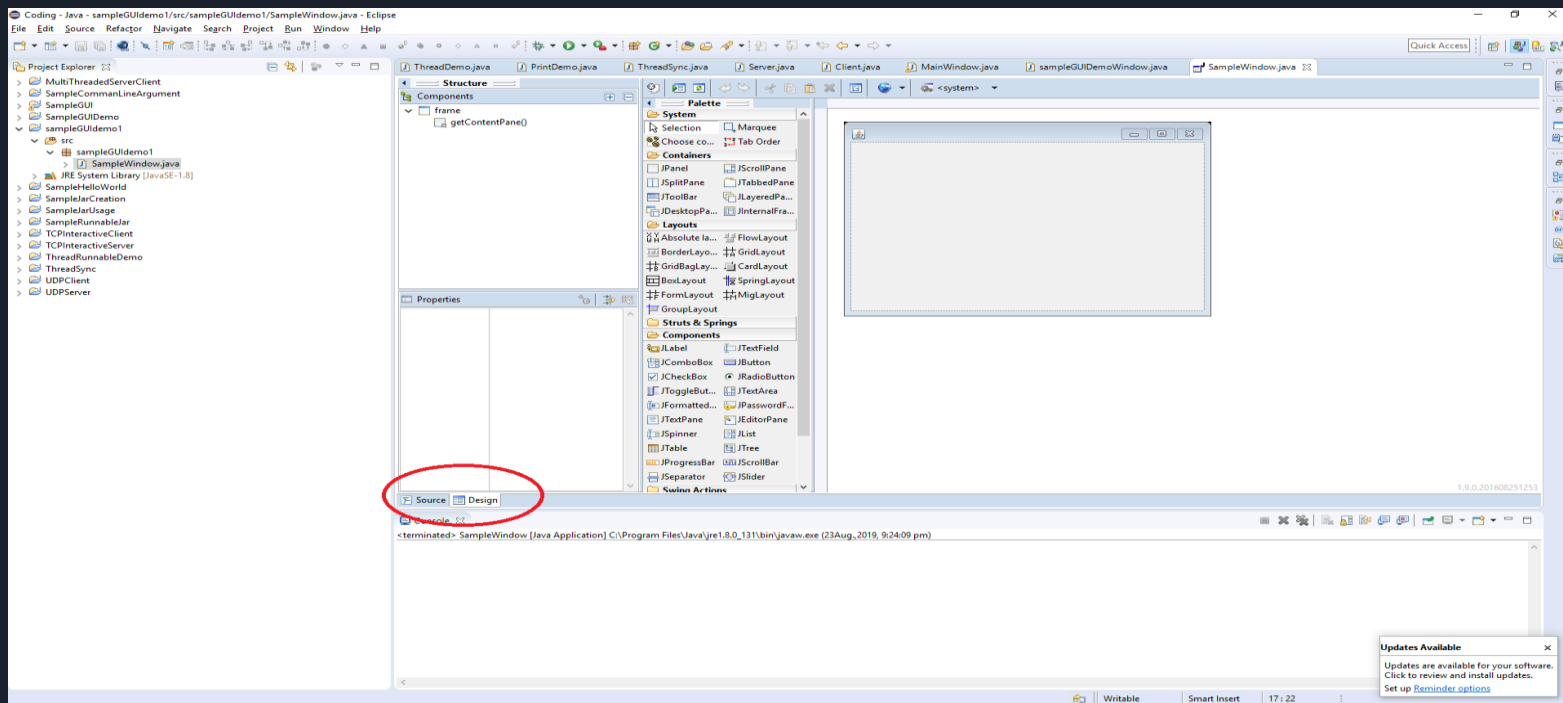 Coding - Java - sampleGUIdemo1/src/sampleGUIdemo1/SampleWindow.java - Eclipse
File Edit Source Refactor Navigate Search Project Run Window Help
Quick Access
Project Explorer
MultiThreadedServerClient
SampleCommanLineArgument
SampleGUI
SampleGUIDemo
sampleGUIdemo1
src
sampleGUIdemo1
SampleWindow.java
JRE System Library [JavaSE-1.8]
SampleHelloWorld
SampleJarCreation
SampleJarUsage
SampleRunnableJar
TCPInteractiveClient
TCPInteractiveServer
ThreadRunnableDemo
ThreadSync
UDPClient
UDPServer
ThreadDemo.java PrintDemo.java ThreadSync.java Server.java Client.java MainWindow.java sampleGUIDemoWindow.java SampleWindow.java
Structure
Components
frame
getContentPane()
Properties
<system>
Palette
System
Selection Marquee
Choose co... Tab Order
Containers
JPanel JScrollPane
JSplitPane JTabbedPane
JToolBar JLayeredPa...
JDesktopPa... JInternalFra...
Layouts
Absolute la... FlowLayout
BorderLayo... GridLayout
GridBagLay... CardLayout
BoxLayout SpringLayout
FormLayout MigLayout
GroupLayout
Struts & Springs
Components
JLabel JTextField
JComboBox JButton
JCheckBox JRadioButton
JToggleBut... JTextArea
JFormatted... JPasswordF...
JTextPane JEditorPane
JSpinner JList
JTable JTree
JProgressBar JScrollBar
JSeparator JSlider
Swing Actions
1.9.0.201608251253
Source Design
Console
<terminated> SampleWindow [Java Application] C:\Program Files\Java\jre1.8.0_131\bin\javaw.exe (23Aug.,2019, 9:24:09 pm)
Updates Available
Updates are available for your software.
Click to review and install updates.
Set up Reminder options
Writable Smart Insert 17 : 22